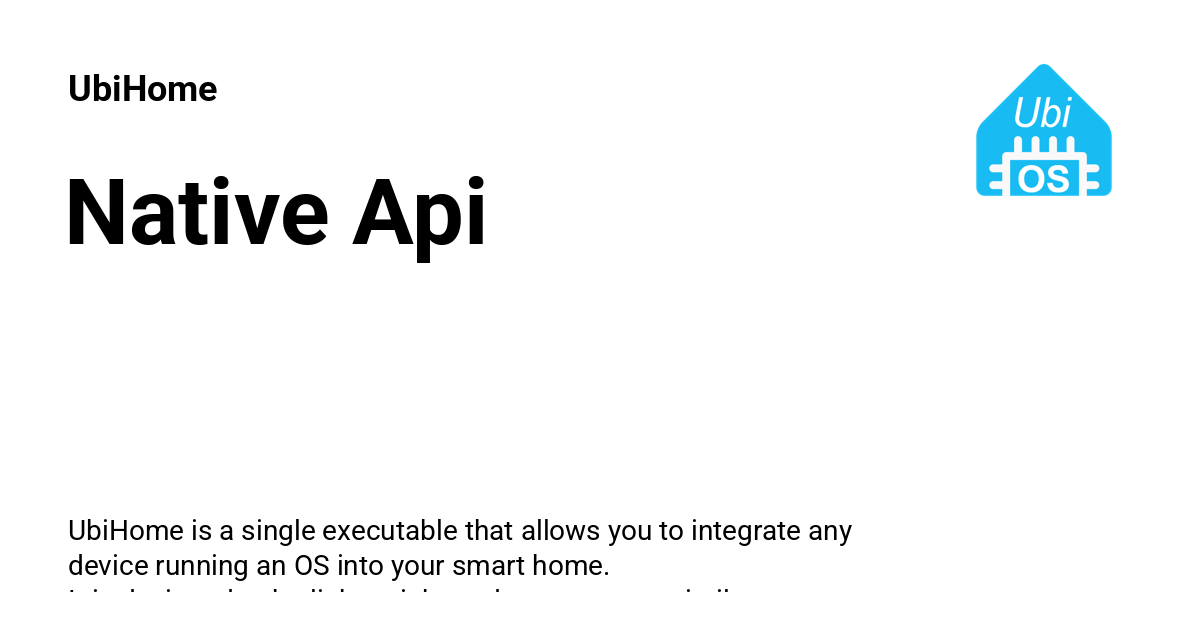 UbiHome
Ubi
OS
Native Api
UbiHome is a single executable that allows you to integrate any
device running an OS into your smart home.